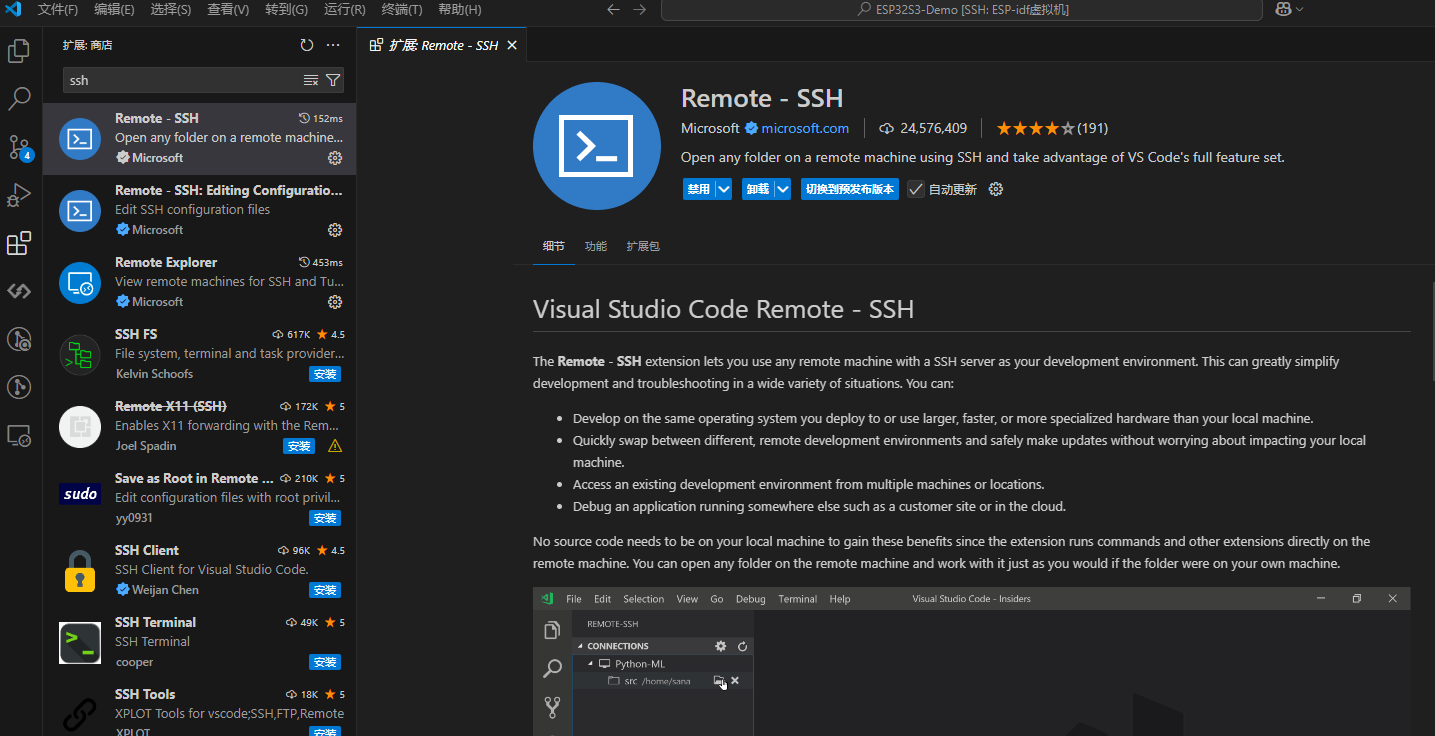 文件(F) 编辑(E) 选择(S) 查看(V) 转到(G) 运行(R) 终端(T) 帮助(H)
ESP32S3-Demo [SSH: ESP-idf虚拟机]
扩展: 商店
扩展: Remote - SSH
ssh
4
Remote - SSH 152ms
Open any folder on a remote machine...
Microsoft
Remote - SSH: Editing Configuratio...
Edit SSH configuration files
Microsoft
Remote Explorer 453ms
View remote machines for SSH and Tu...
Microsoft
SSH FS 617K 4.5
File system, terminal and task provider...
Kelvin Schoofs 安装
Remote X11 (SSH) 172K 5
Enables X11 forwarding with the Rem...
Joel Spadin 安装
Save as Root in Remote ... 210K 5
sudo
Edit configuration files with root privil...
yy0931 安装
SSH Client 96K 4.5
SSH Client for Visual Studio Code.
Weijan Chen 安装
SSH Terminal 49K 5
SSH Terminal
cooper 安装
SSH Tools 18K 5
XPLOT Tools for vscode;SSH,FTP,Remote
XPLOT 安装
Remote - SSH
Microsoft microsoft.com 24,576,409 (191)
Open any folder on a remote machine using SSH and take advantage of VS Code's full feature set.
禁用 卸载 切换到预发布版本 自动更新
细节 功能 扩展包
Visual Studio Code Remote - SSH
The Remote - SSH extension lets you use any remote machine with a SSH server as your development environment. This can greatly simplify
development and troubleshooting in a wide variety of situations. You can:
• Develop on the same operating system you deploy to or use larger, faster, or more specialized hardware than your local machine.
• Quickly swap between different, remote development environments and safely make updates without worrying about impacting your local
machine.
• Access an existing development environment from multiple machines or locations.
• Debug an application running somewhere else such as a customer site or in the cloud.
No source code needs to be on your local machine to gain these benefits since the extension runs commands and other extensions directly on the
remote machine. You can open any folder on the remote machine and work with it just as you would if the folder were on your own machine.
File Edit Selection View Go Debug Terminal Help Visual Studio Code - Insiders
REMOTE-SSH
CONNECTIONS
Python-ML
src /home/sana